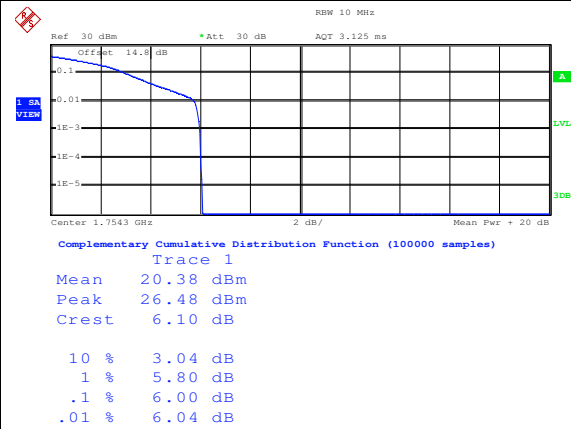 RBW 10 MHz
Ref 30 dBm * Att 30 dB AQT 3.125 ms
Offset 14.8 dB
0.1
A
1 SA
VIEW
0.01
LVL
1E-3
1E-4
1E-5
3DB
Center 1.7543 GHz 2 dB/ Mean Pwr + 20 dB
Complementary Cumulative Distribution Function (100000 samples)
Trace 1
Mean 20.38 dBm
Peak 26.48 dBm
Crest 6.10 dB
10 % 3.04 dB
1 % 5.80 dB
.1 % 6.00 dB
.01 % 6.04 dB